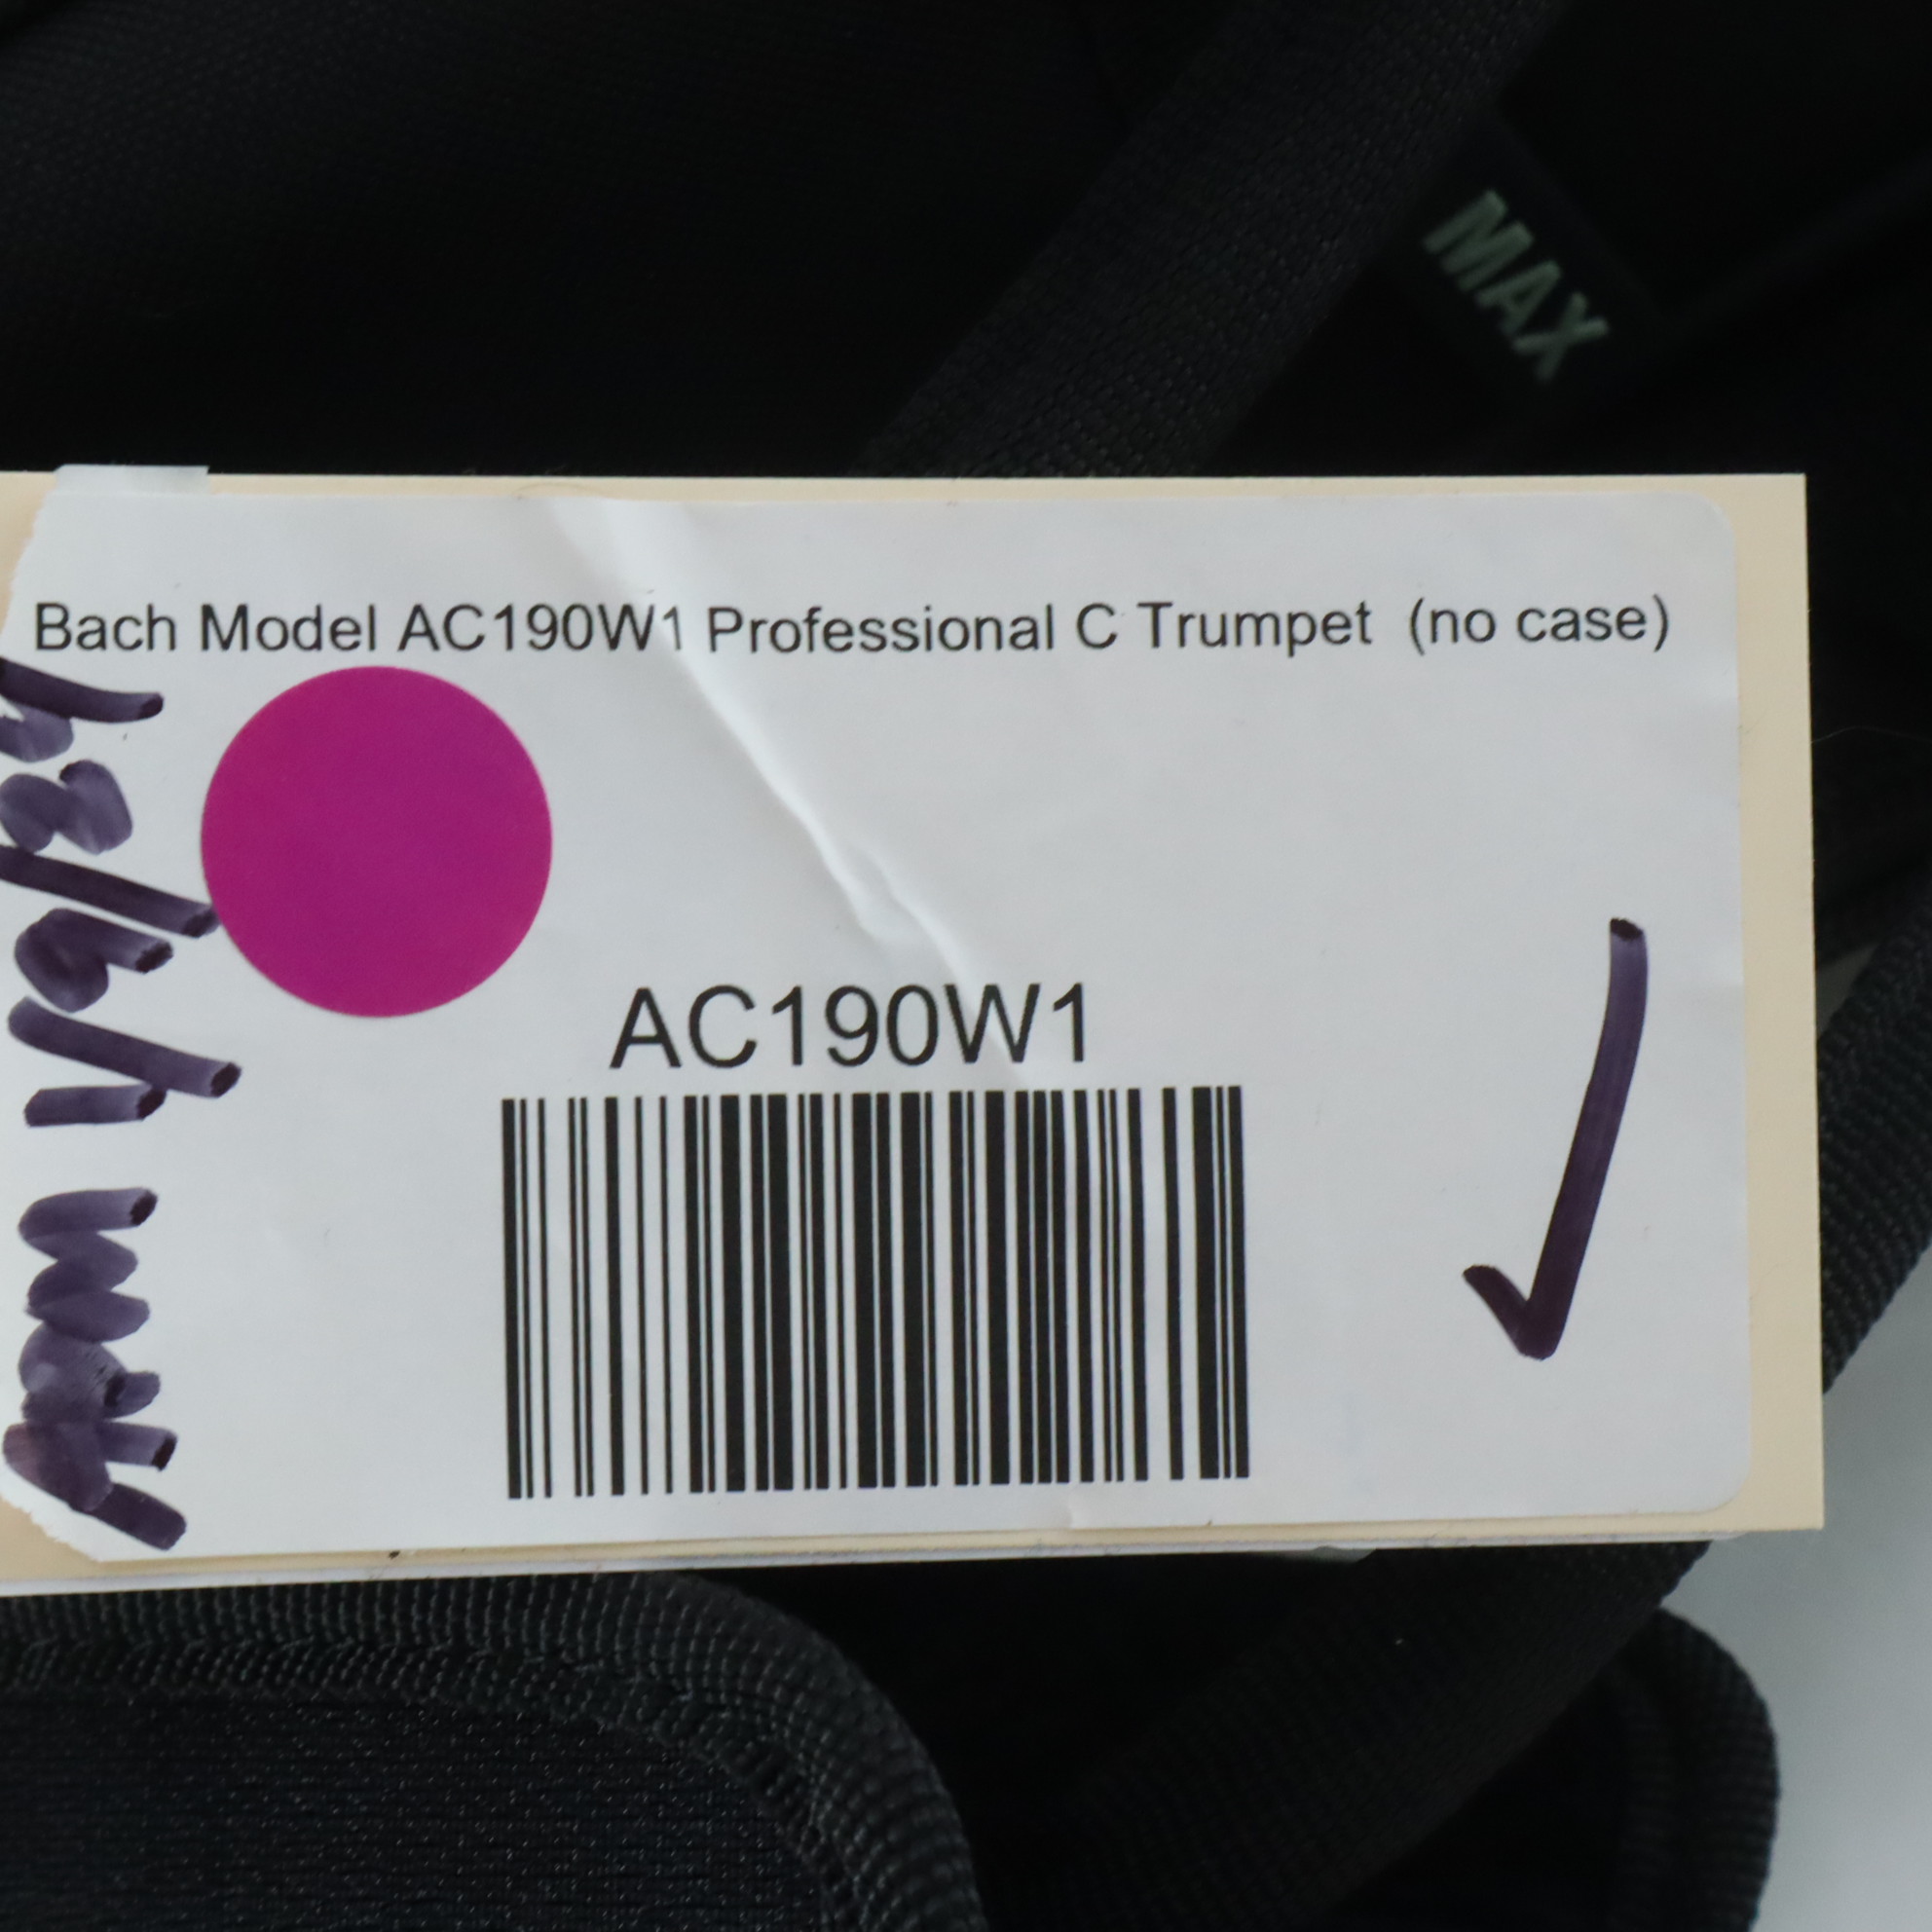 MAX
Bach Model AC190W1 Professional C Trumpet (no case)
AC190W1